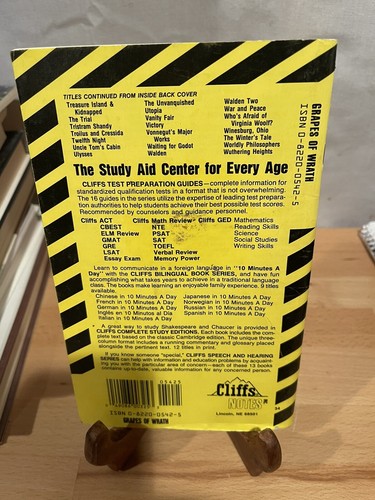 TITLES CONTINUED FROM INSIDE BACK COVER
Treasure Island &
Kidnapped
The Trial
Tristram Shandy
Troilus and Cressida
Twelfth Night
Uncle Tom's Cabin
Ulysses
The Unvanquished
Utopia
Vanity Fair
Victory
Vonnegut's Major
Works
Waiting for Godot
Walden
Walden Two
War and Peace
Who's Afraid of
Virginia Woolf?
Winesburg, Ohio
The Winter's Tale
Worldly Philosophers
Wuthering Heights
GRAPES OF WRATH
ISBN 0-8220-0542-5
The Study Aid Center for Every Age
CLIFFS TEST PREPARATION GUIDES—complete information for
standardized qualification tests in a format that is not overwhelming.
The 16 guides in the series utilize the expertise of leading test prepar-
ation authorities to help students achieve their best possible test scores.
Recommended by counselors and guidance personnel.
Cliffs ACT
CBEST
ELM Review
GMAT
GRE
LSAT
Essay Exam
Cliffs Math Review
NTE
PSAT
SAT
TOEFL
Verbal Review
Memory Power
Cliffs GED Mathematics
Reading Skills
Science
Social Studies
Writing Skills
Learn to communicate in a foreign language in "10 Minutes A
Day" with the CLIFFS BILINGUAL BOOK SERIES, and have fun
accomplishing what takes years to achieve in a traditional language
class. The books make learning an enjoyable family experience. 9 titles
available.
Chinese in 10 Minutes A Day
French in 10 Minutes A Day
German in 10 Minutes A Day
Inglés en 10 Minutos al Día
Italian in 10 Minutes A Day
Japanese in 10 Minutes A Day
Norwegian in 10 Minutes A Day
Russian in 10 Minutes A Day
Spanish in 10 Minutes A Day
A great way to study Shakespeare and Chaucer is provided in
CLIFFS COMPLETE STUDY EDITIONS. Each book includes the com-
plete text based on the classic Cambridge edition. The unique three-
column format includes a running commentary and glossary placed
alongside the pertinent text. 12 titles in print.
If you know someone "special," CLIFFS SPEECH AND HEARING
SERIES can help with information and education problems by acquaint-
ing you with the particular area of concern—each of these 13 books
contains up-to-date, valuable information for any concerned person.
ISBN 0-8220-0542-5
GRAPES OF WRATH
Cliffs
NOTES
Lincoln, NE 68501